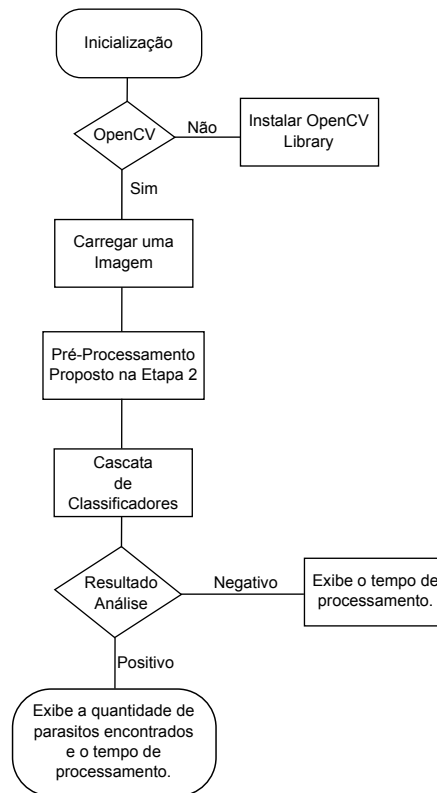 Inicialização
OpenCV
Não
Instalar OpenCV
Library
Sim
Carregar uma
Imagem
Pré-Processamento
Proposto na Etapa 2
Cascata
de
Classificadores
Resultado
Análise
Negativo
Exibe o tempo de
processamento.
Positivo
Exibe a quantidade de
parasitos encontrados
e o tempo de
processamento.